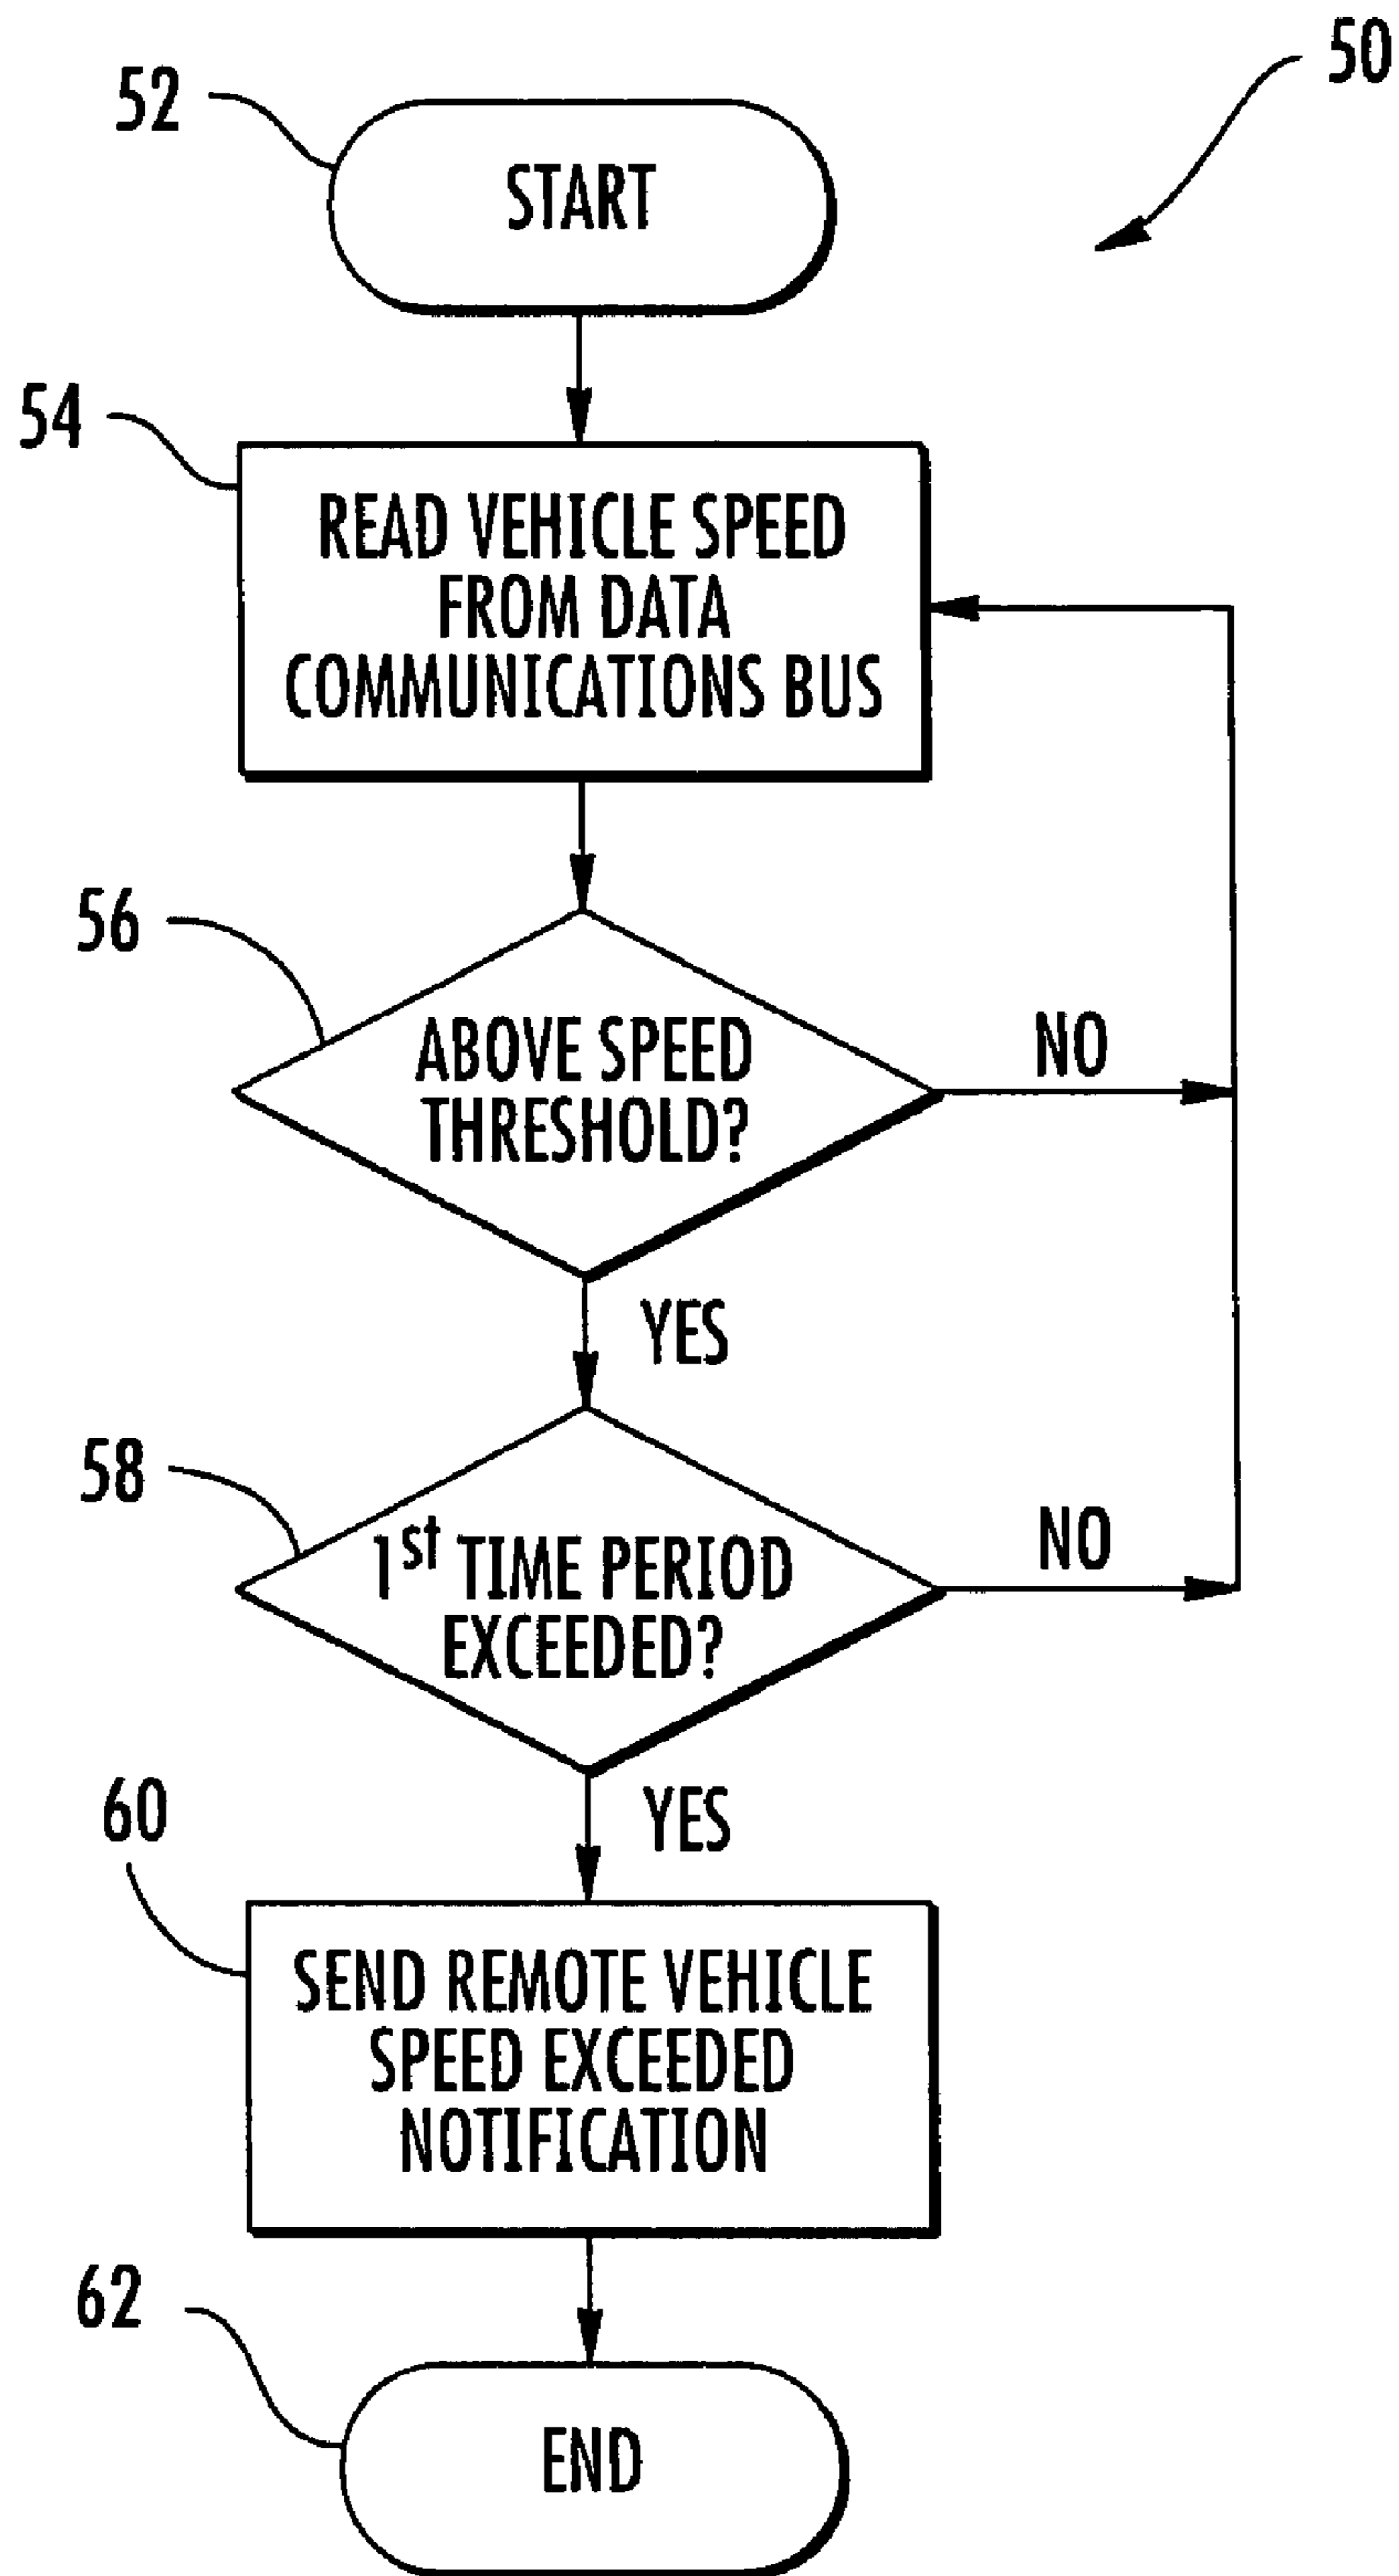 50
52
START
54
READ VEHICLE SPEED
FROM DATA
COMMUNICATIONS BUS
56
ABOVE SPEED
THRESHOLD?
NO
YES
58
1st TIME PERIOD
EXCEEDED?
NO
YES
60
SEND REMOTE VEHICLE
SPEED EXCEEDED
NOTIFICATION
62
END